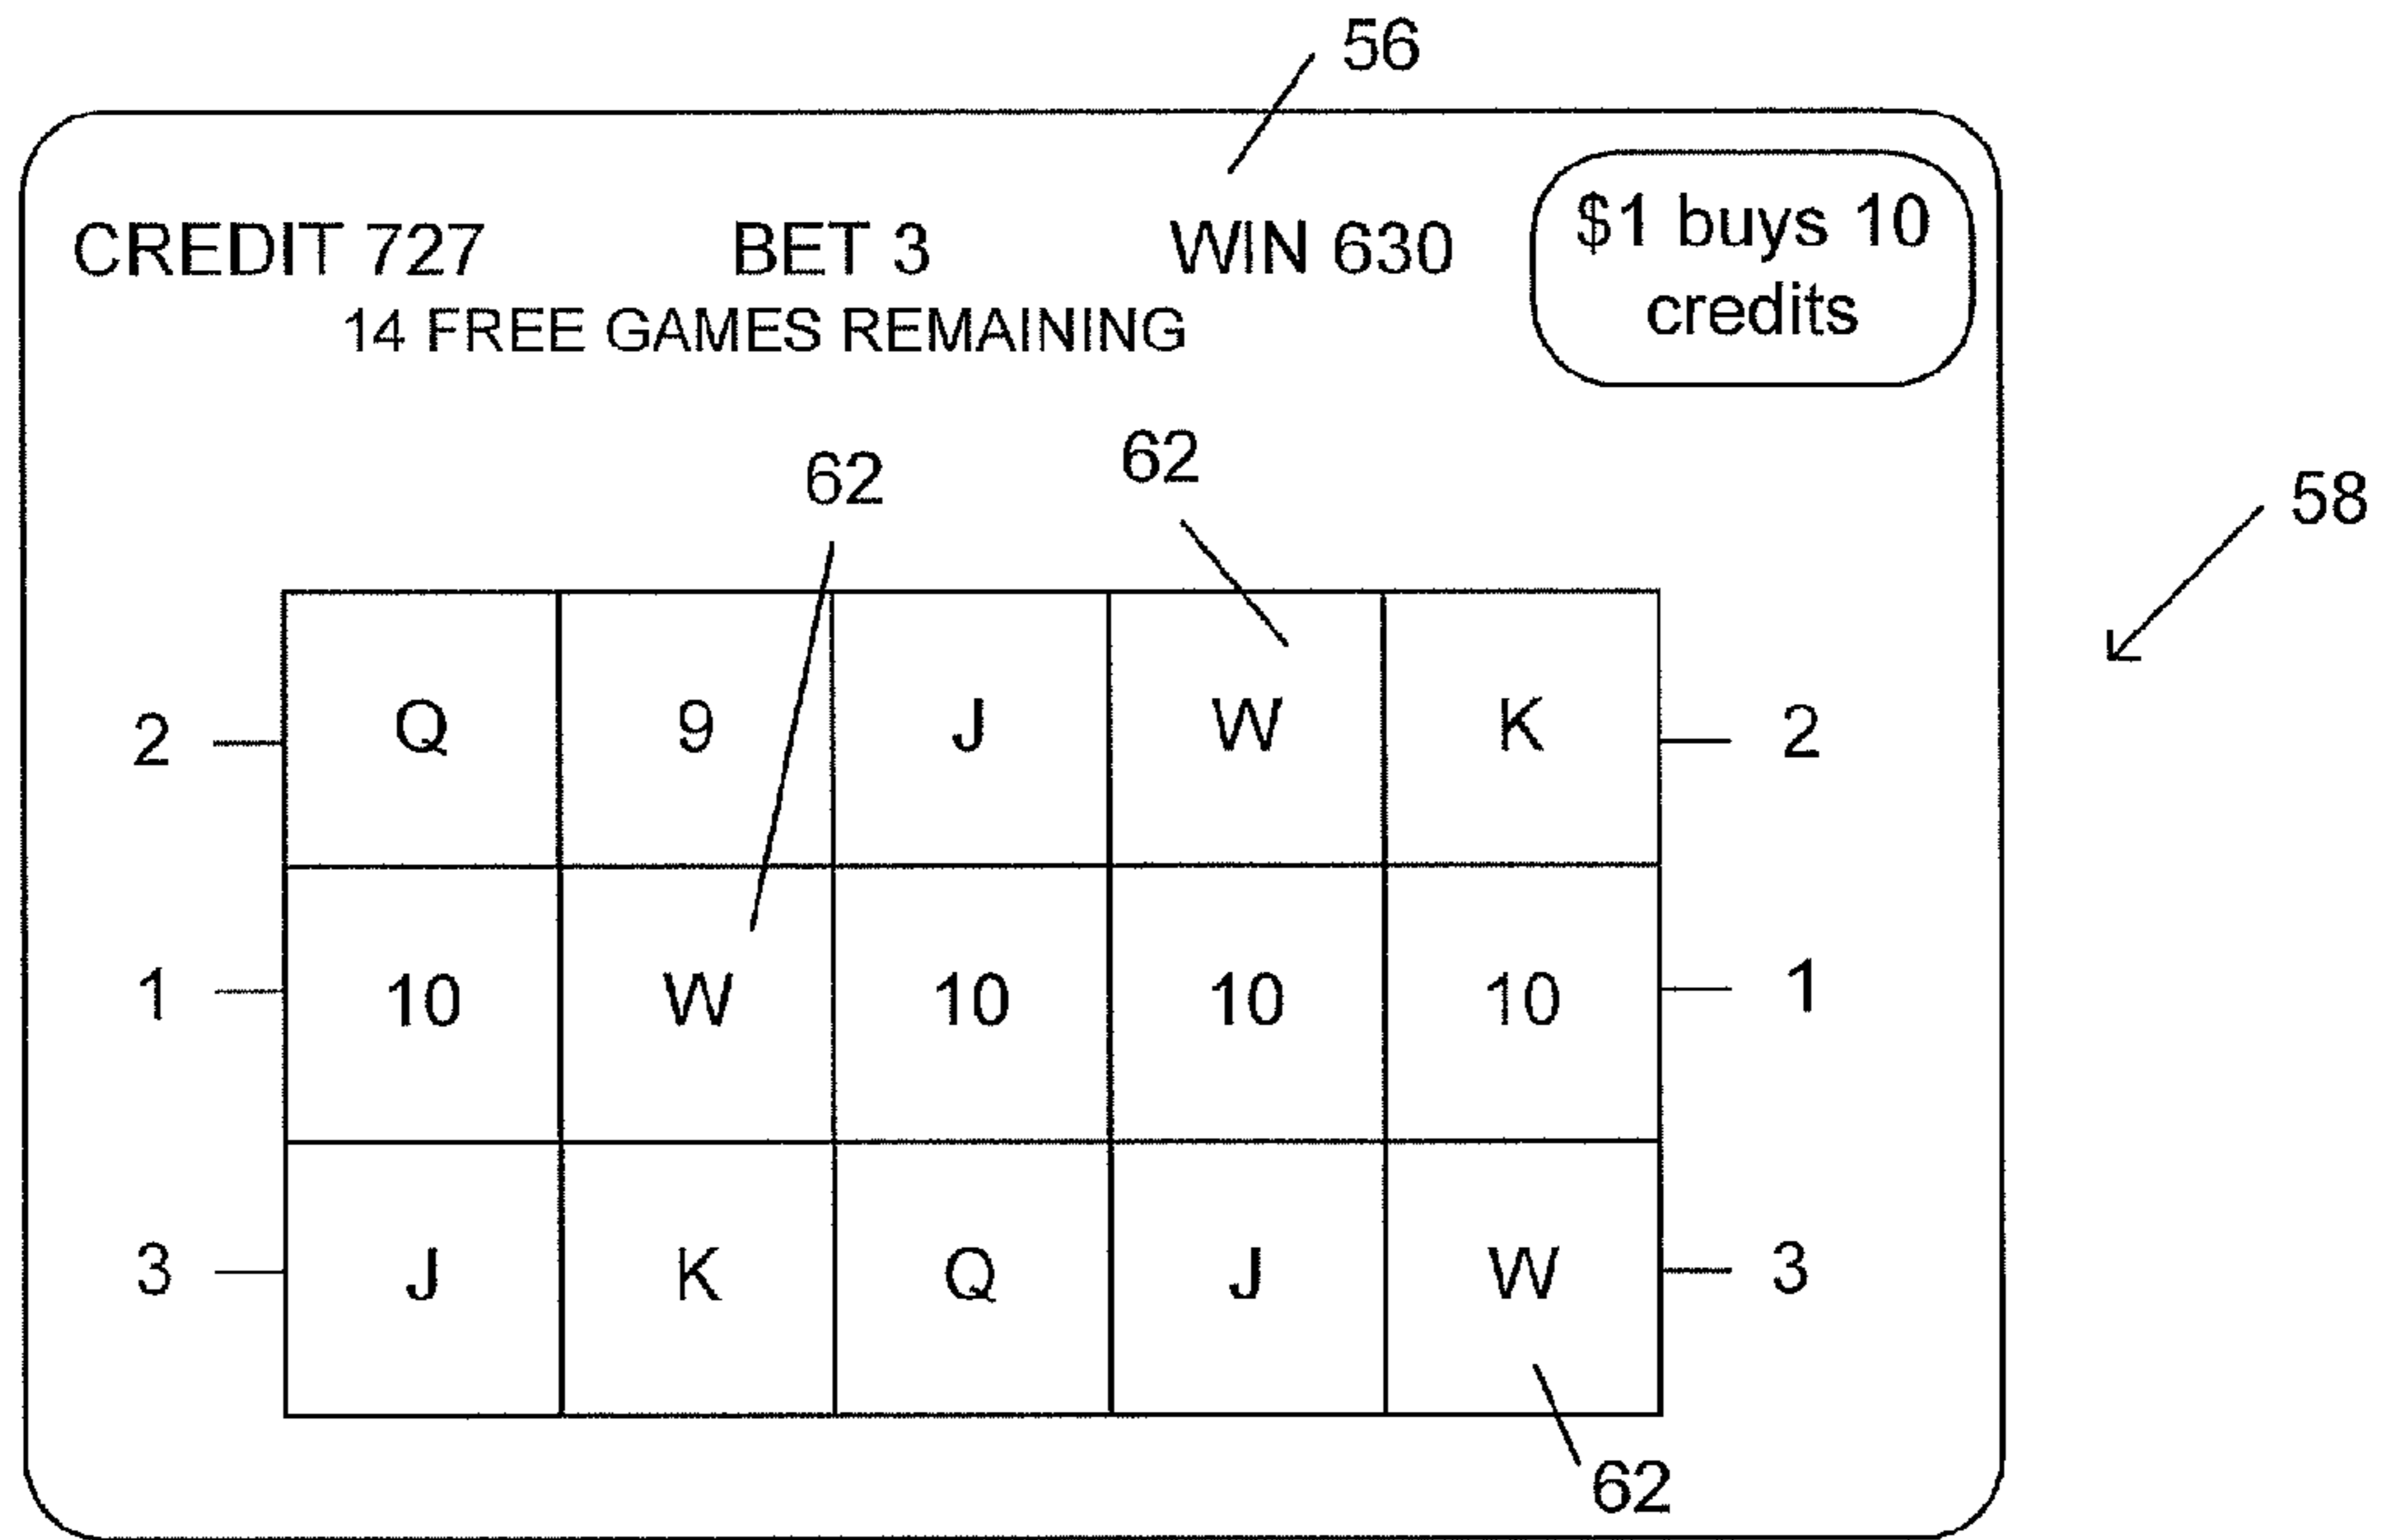 56
$1 buys 10
credits
CREDIT 727 BET 3 WIN 630
14 FREE GAMES REMAINING
62 62
58
2 Q 9 J W K 2
1 10 W 10 10 10 1
3 J K Q J W 3
62